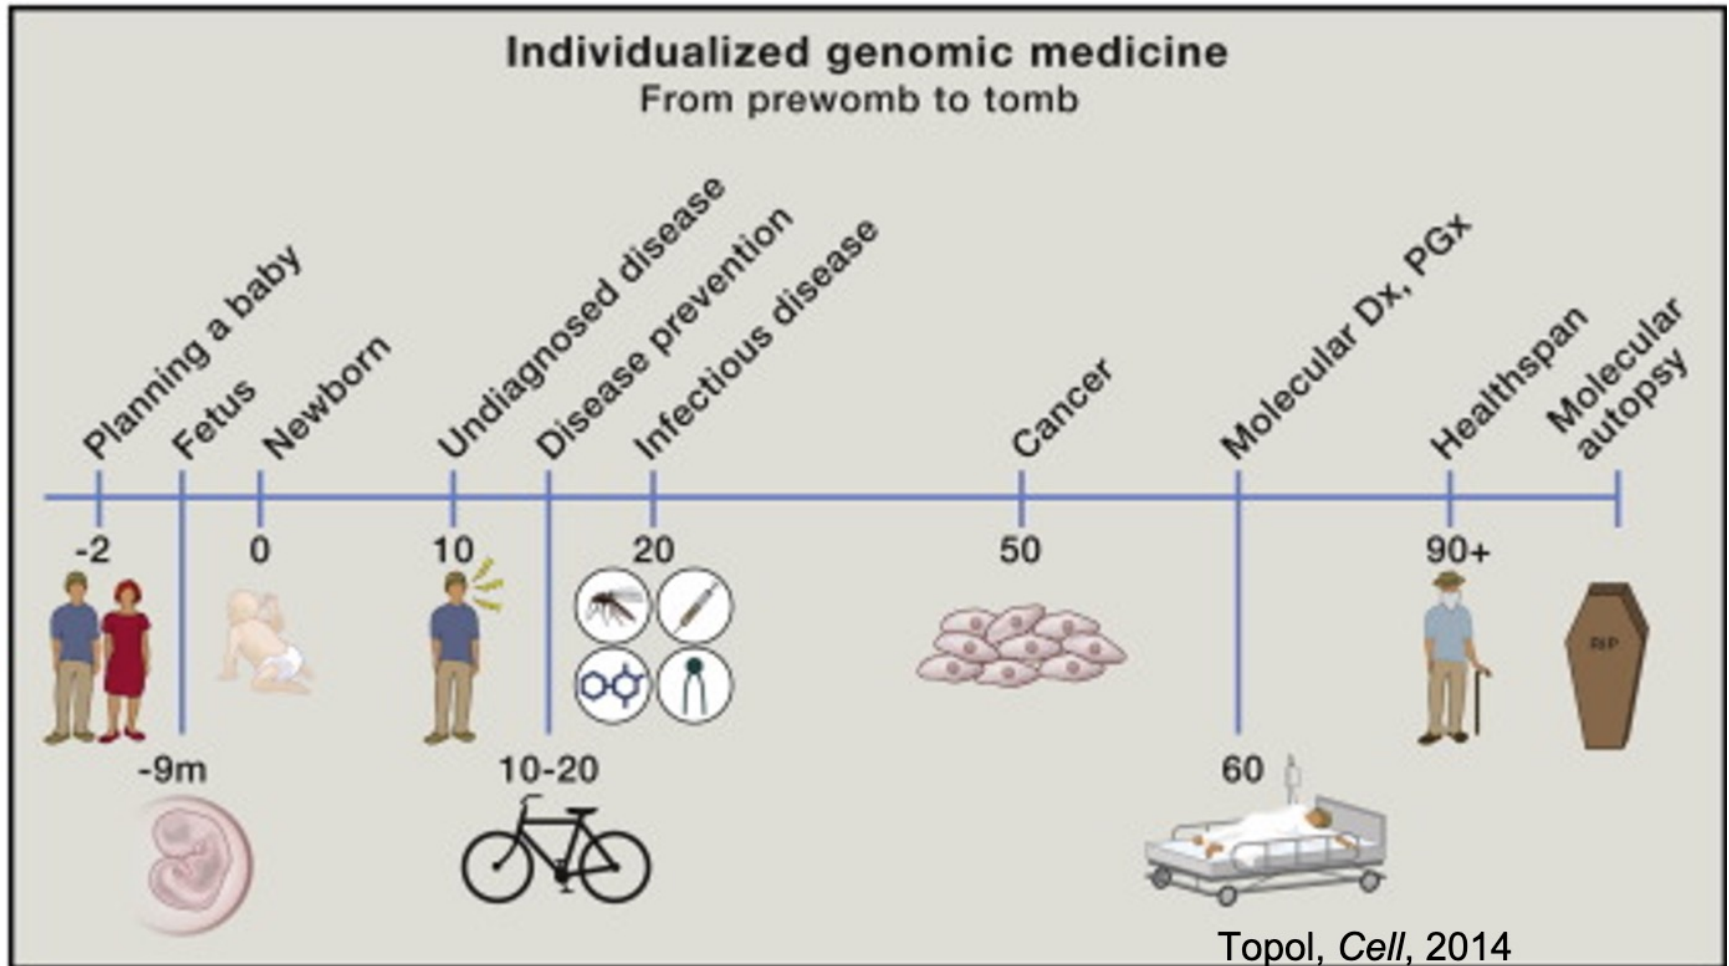 Individualized genomic medicine
From prewomb to tomb
Planning a baby
Fetus
Newborn
Undiagnosed disease
Disease prevention
Infectious disease
Cancer
Molecular Dx, PGx
Healthspan
Molecular
autopsy
-2
0
10
20
50
90+
RIP
-9m
10-20
60
Topol, Cell, 2014